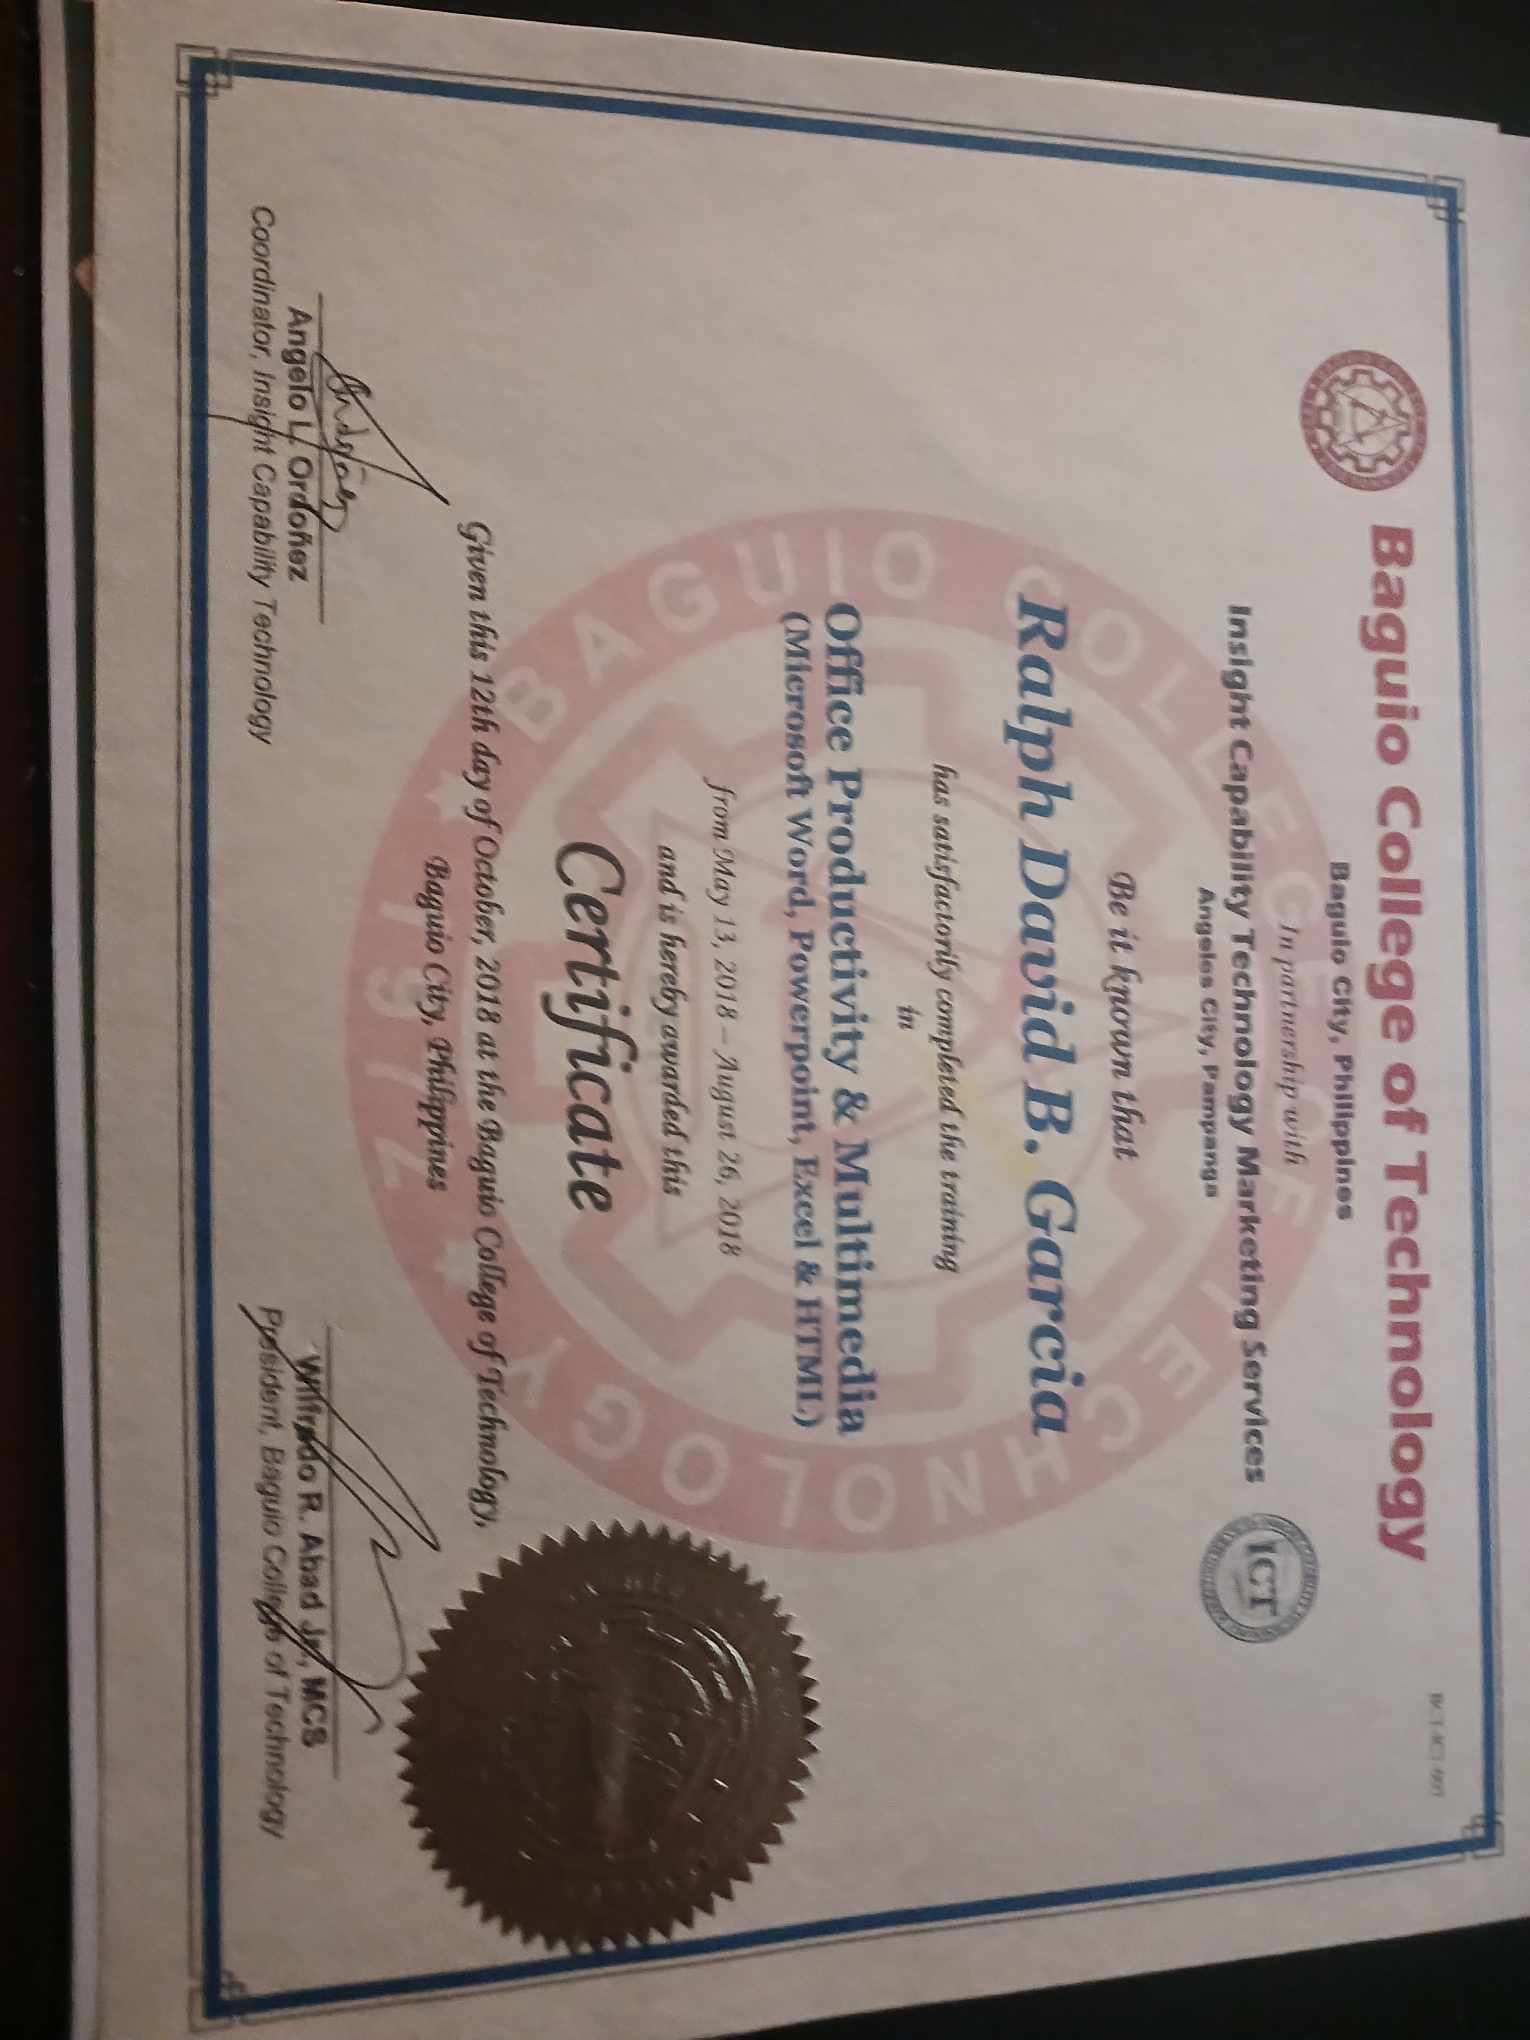 Baguio College of Technology
Baguio City, Philippines
In partnership with
Insight Capability Technology Marketing Services
Angeles City, Pampanga
ICT
Be it known that
Ralph David B. Garcia
has satisfactorily completed the training
in
Office Productivity & Multimedia
(Microsoft Word, Powerpoint, Excel & HTML)
from May 13, 2018 – August 26, 2018
and is hereby awarded this
Certificate
Given this 12th day of October, 2018 at the Baguio College of Technology,
Baguio City, Philippines
Angelo L. Ordoñez
Coordinator, Insight Capability Technology
Wilfredo R. Abad Jr., MCS
President, Baguio College of Technology
BAGUIO COLLEGE OF TECHNOLOGY
1972